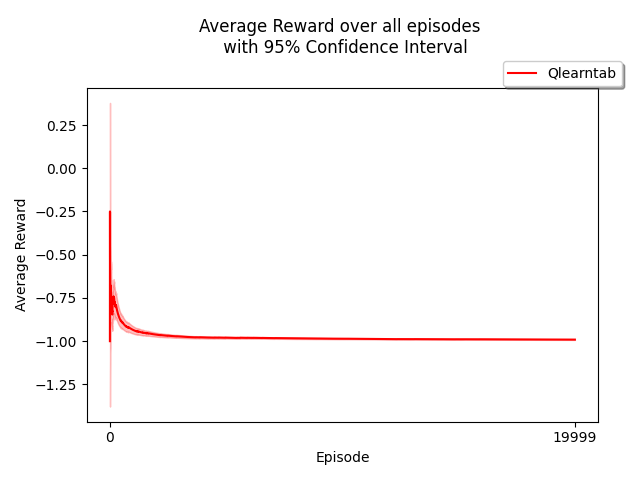 Average Reward over all episodes
with 95% Confidence Interval
Qlearntab
0.25
0.00
−0.25
−0.50
−0.75
−1.00
−1.25
Average Reward
0
19999
Episode